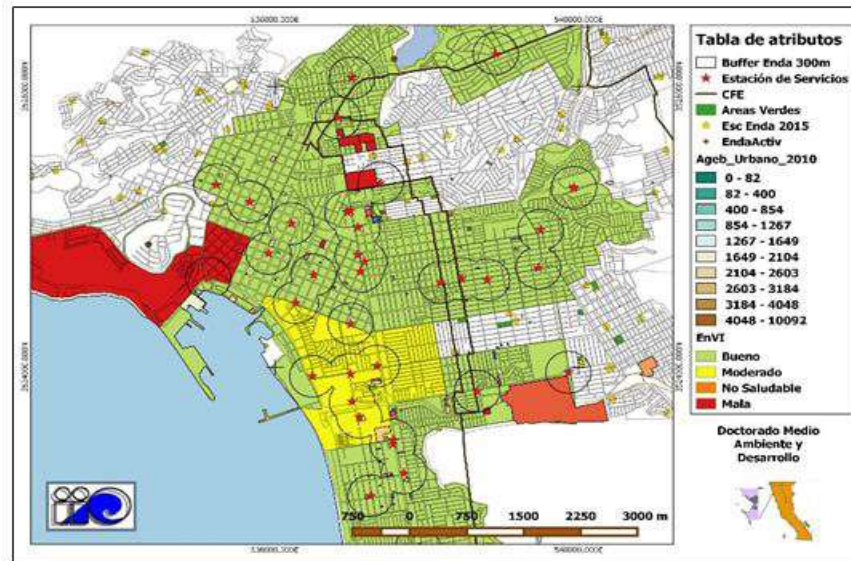 Tabla de atributos
Buffer Enda 300m
Estación de Servicios
CFE
Areas Verdes
Esc Enda 2015
EndaActiv
Ageb_Urbano_2010
0 - 82
82 - 400
400 - 854
854 - 1267
1267 - 1649
1649 - 2104
2104 - 2603
2603 - 3184
3184 - 4048
4048 - 10092
EnVI
Bueno
Moderado
No Saludable
Mala
Doctorado Medio
Ambiente y
Desarrollo
750 0 750 1500 2250 3000 m